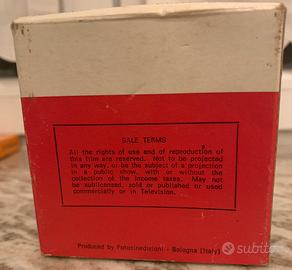 SALE TERMS
All the rights of use and of reproduction of
this film are reserved. Not to be projected
in any way, or be the subject of a projection
in a public show, with or without the
collection of the income taxes. May not
be sublicensed, sold or published or used
commercially or in Television.
Produced by Fotocinedizioni - Bologna (Italy)
subito